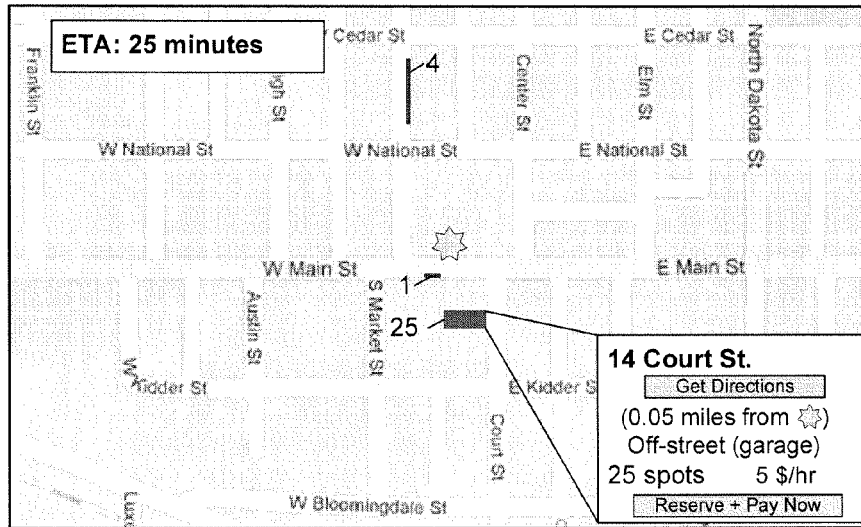 ETA: 25 minutes
Cedar St
E Cedar St
Franklin St
4
Center St
Elm St
North Dakota St
W National St
W National St
E National St
W Main St
E Main St
1
Austin St
S Market St
25
14 Court St.
Get Directions
(0.05 miles from)
Off-street (garage)
25 spots 5 $/hr
Reserve + Pay Now
W
Kidder St
E Kidder S
Court St
W Bloomingdale St